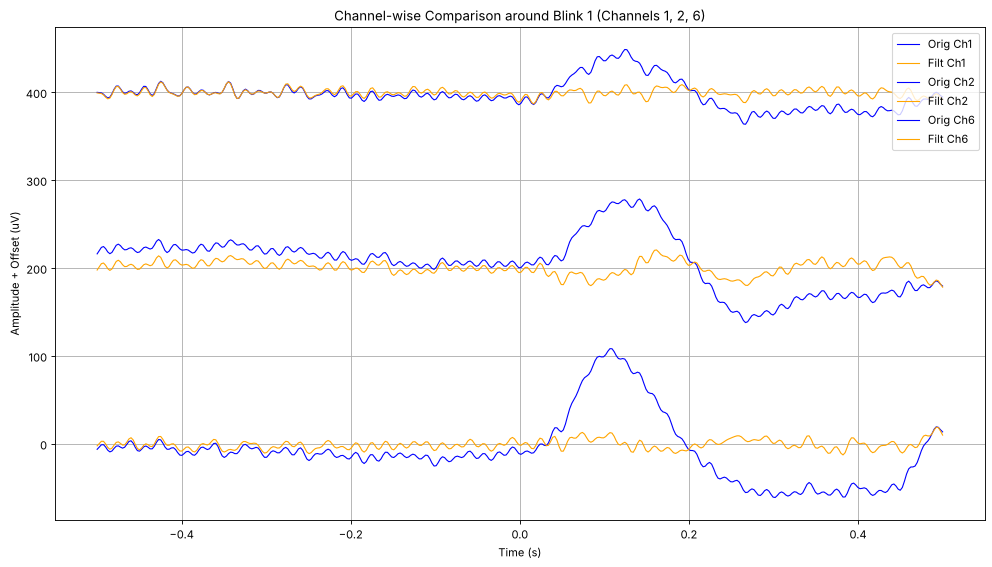 Channel-wise Comparison around Blink 1 (Channels 1, 2, 6)
Orig Ch1
Filt Ch1
Orig Ch2
Filt Ch2
Orig Ch6
Filt Ch6
Amplitude + Offset (uV)
400
300
200
100
0
−0.4
−0.2
0.0
0.2
0.4
Time (s)